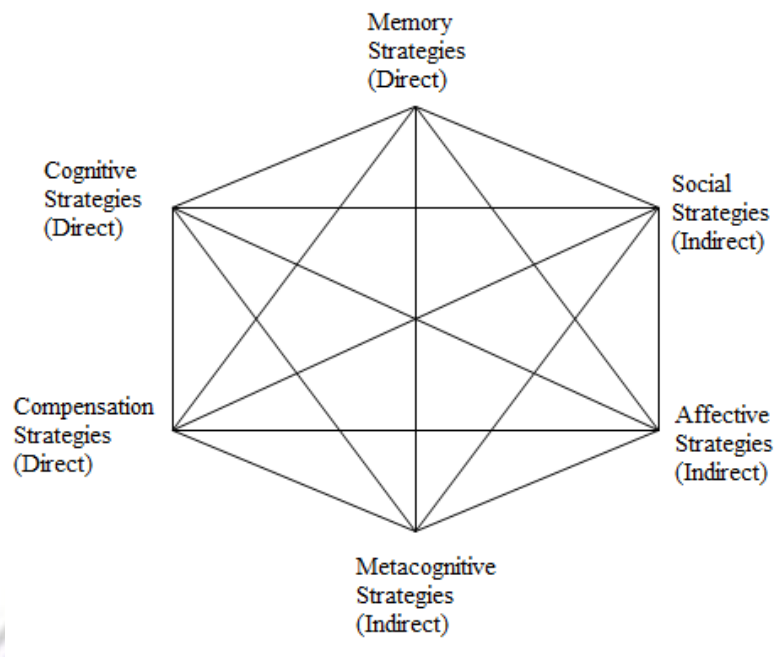 Memory
Strategies
(Direct)
Cognitive
Strategies
(Direct)
Social
Strategies
(Indirect)
Compensation
Strategies
(Direct)
Affective
Strategies
(Indirect)
Metacognitive
Strategies
(Indirect)